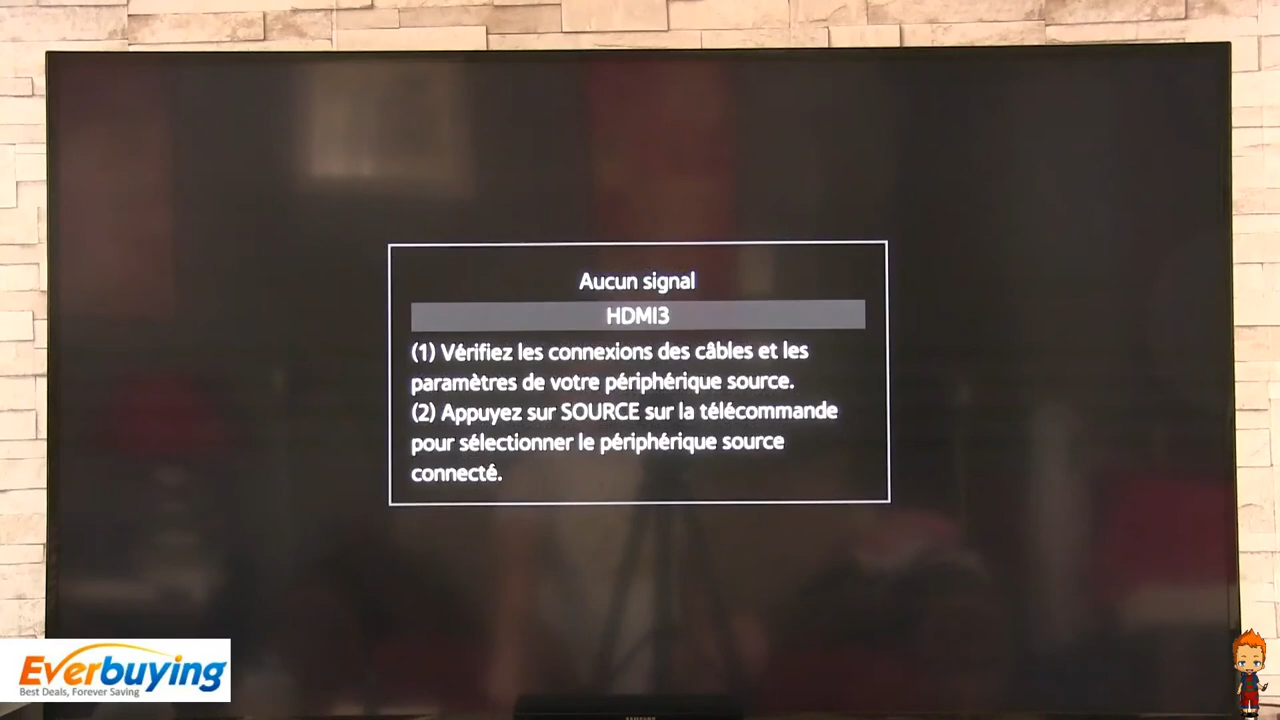 Aucun signal
HDMI3
(1) Vérifiez les connexions des câbles et les
paramètres de votre périphérique source.
(2) Appuyez sur SOURCE sur la télécommande
pour sélectionner le périphérique source
connecté.
Everbuying
Best Deals, Forever Saving